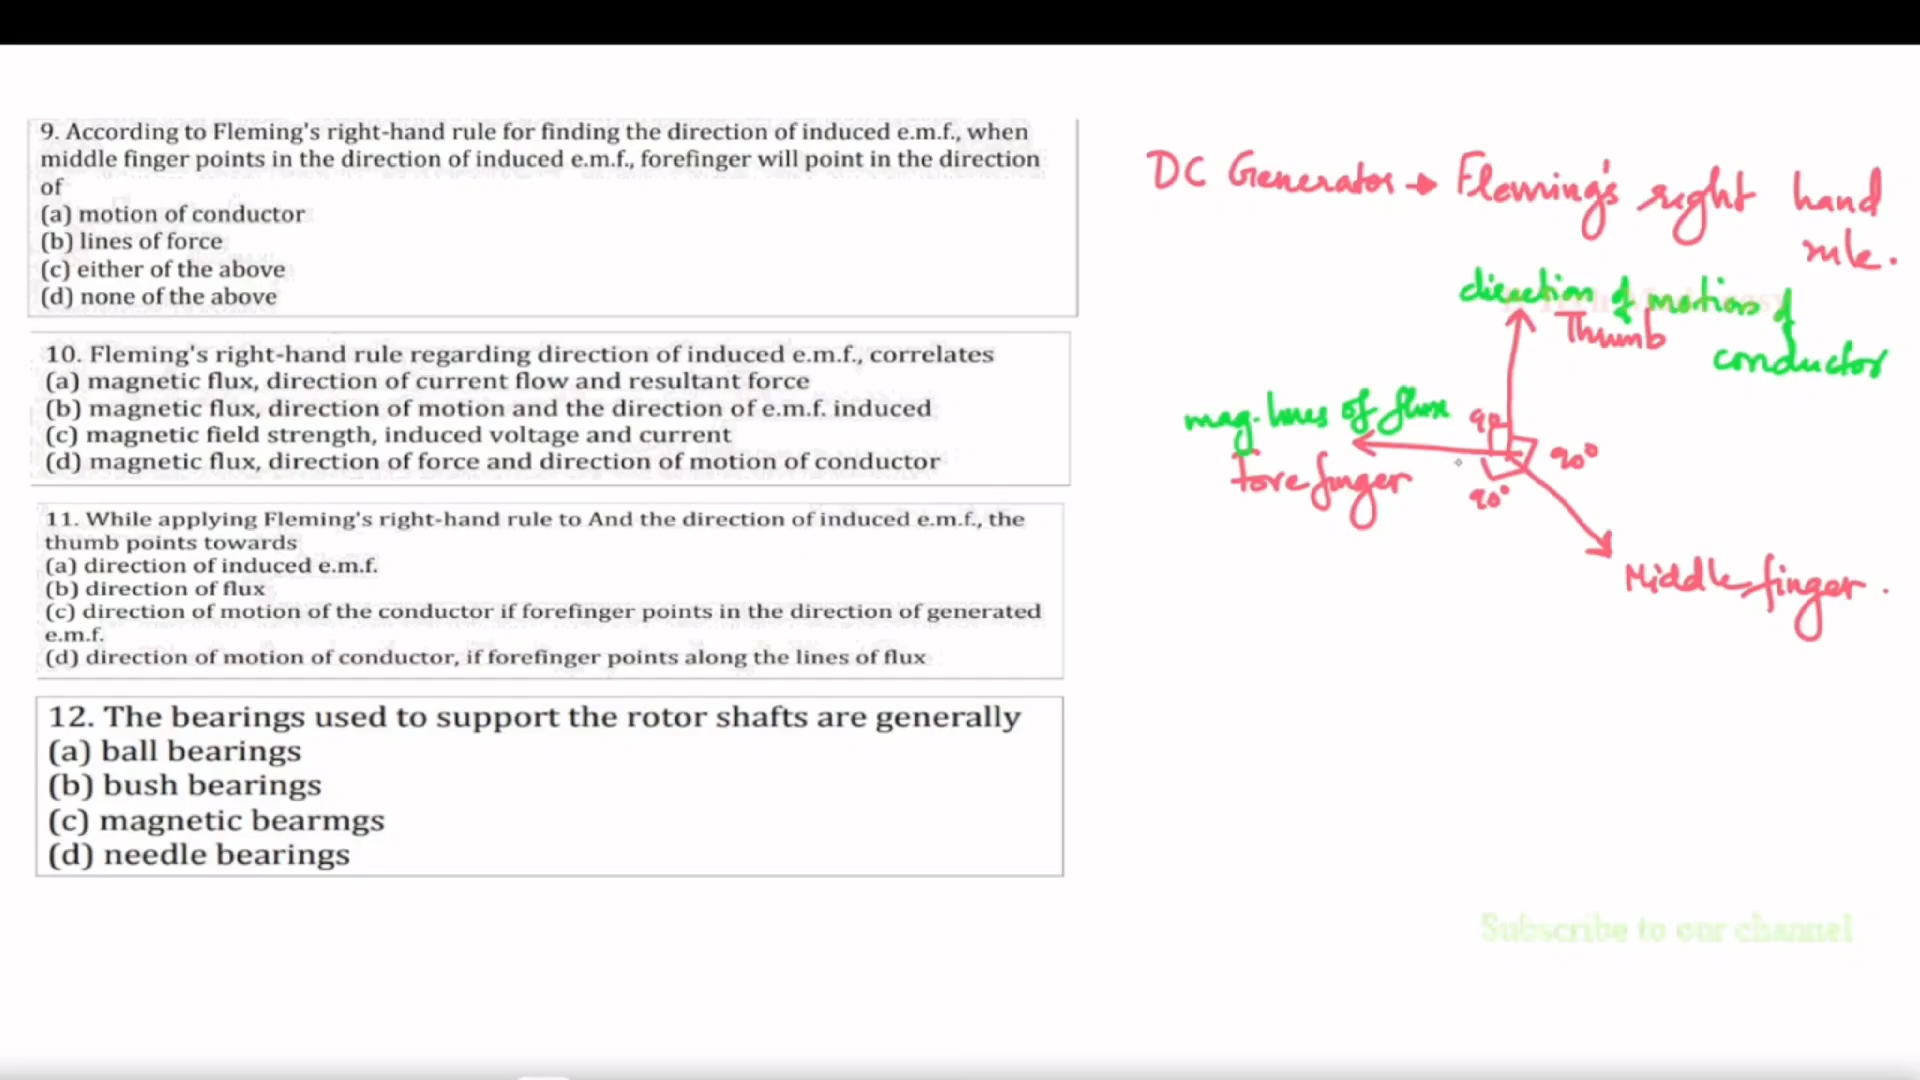 9. According to Fleming's right-hand rule for finding the direction of induced e.m.f., when
middle finger points in the direction of induced e.m.f., forefinger will point in the direction
of
(a) motion of conductor
(b) lines of force
(c) either of the above
(d) none of the above
10. Fleming's right-hand rule regarding direction of induced e.m.f., correlates
(a) magnetic flux, direction of current flow and resultant force
(b) magnetic flux, direction of motion and the direction of e.m.f. induced
(c) magnetic field strength, induced voltage and current
(d) magnetic flux, direction of force and direction of motion of conductor
11. While applying Fleming's right-hand rule to And the direction of induced e.m.f., the
thumb points towards
(a) direction of induced e.m.f.
(b) direction of flux
(c) direction of motion of the conductor if forefinger points in the direction of generated
e.m.f.
(d) direction of motion of conductor, if forefinger points along the lines of flux
12. The bearings used to support the rotor shafts are generally
(a) ball bearings
(b) bush bearings
(c) magnetic bearmgs
(d) needle bearings
DC Generator → Fleming's right hand
rule.
direction of motion of
Thumb
conductor
mag. lines of flux
90
90°
Fore finger
90°
Middle finger.
Subscribe to our channel